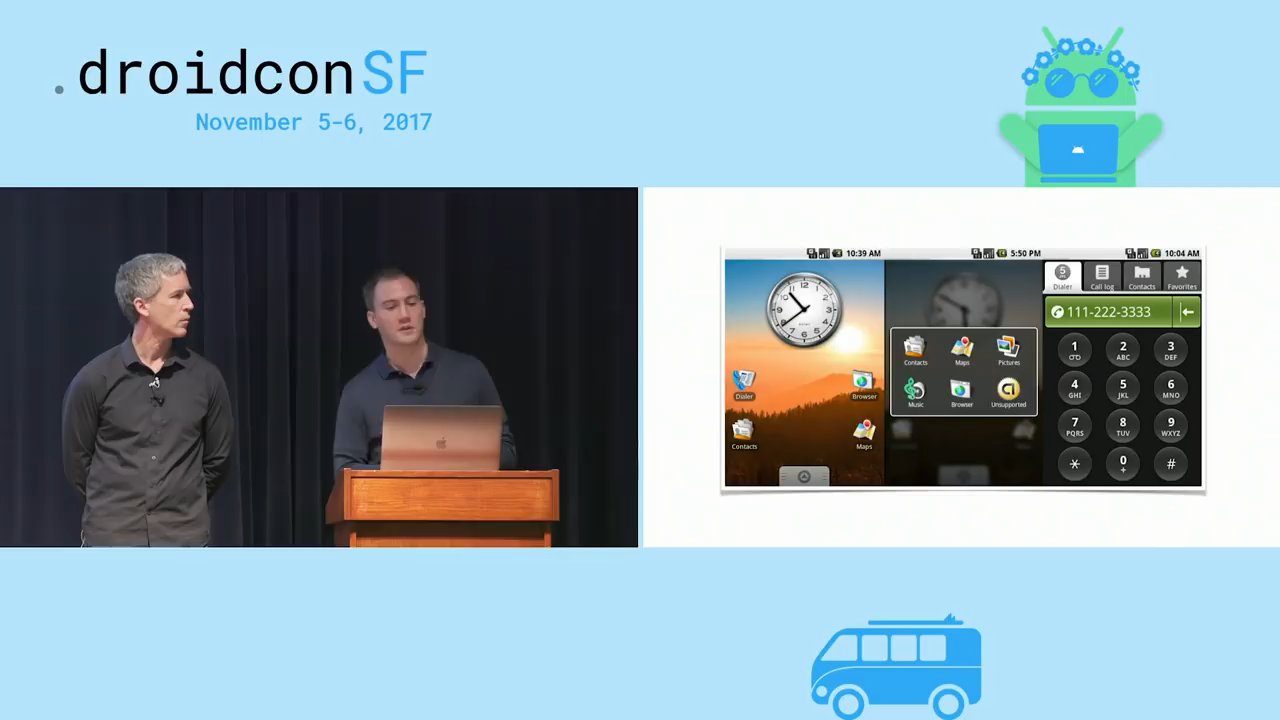 .droidconSF
November 5-6, 2017
10:39 AM
5:50 PM
10:04 AM
Dialer
Call log
Contacts
Favorites
111-222-3333
Contacts
Maps
Pictures
Music
Browser
Unsupported
Dialer
Browser
Contacts
Maps
5
1
2 ABC
3 DEF
4 GHI
5 JKL
6 MNO
7 PQRS
8 TUV
9 WXYZ
*
0 +
#